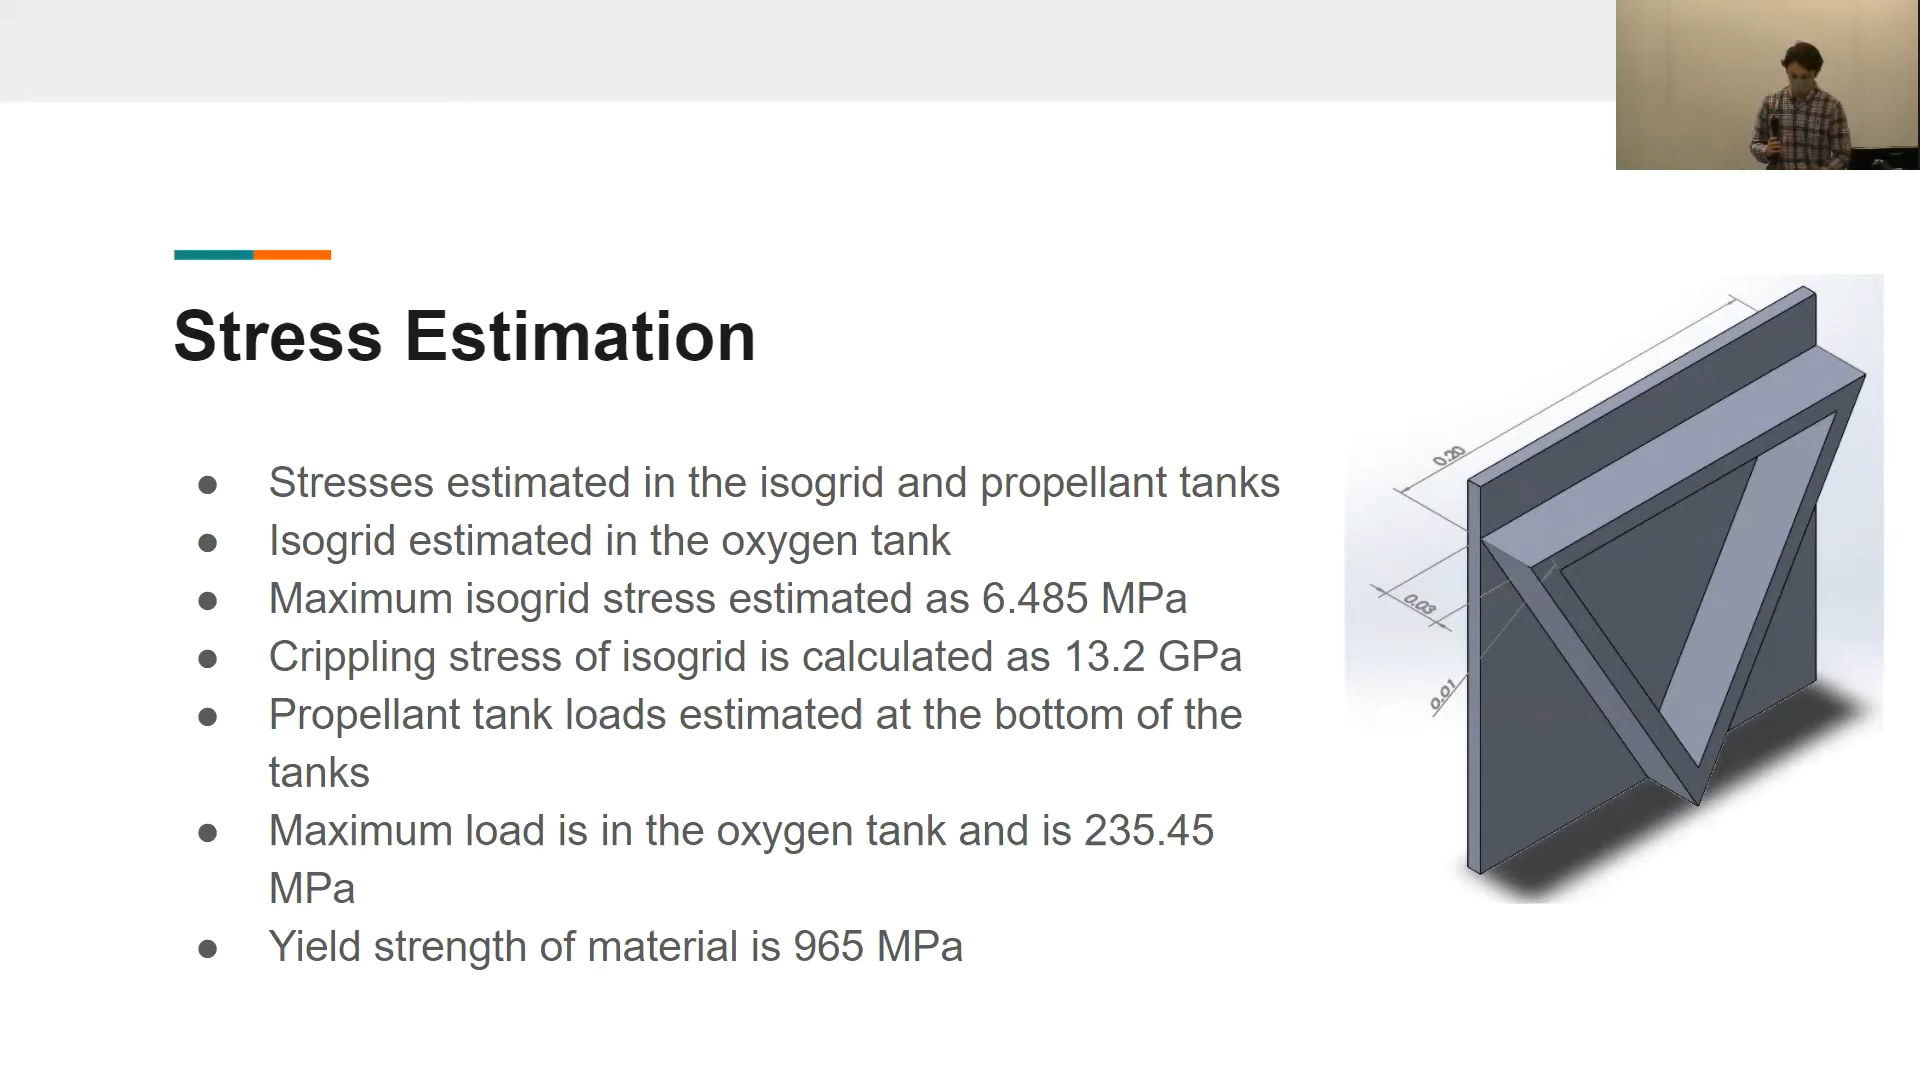 Stress Estimation
● Stresses estimated in the isogrid and propellant tanks
● Isogrid estimated in the oxygen tank
● Maximum isogrid stress estimated as 6.485 MPa
● Crippling stress of isogrid is calculated as 13.2 GPa
● Propellant tank loads estimated at the bottom of the
tanks
● Maximum load is in the oxygen tank and is 235.45
MPa
● Yield strength of material is 965 MPa
0.20
0.03
0.01